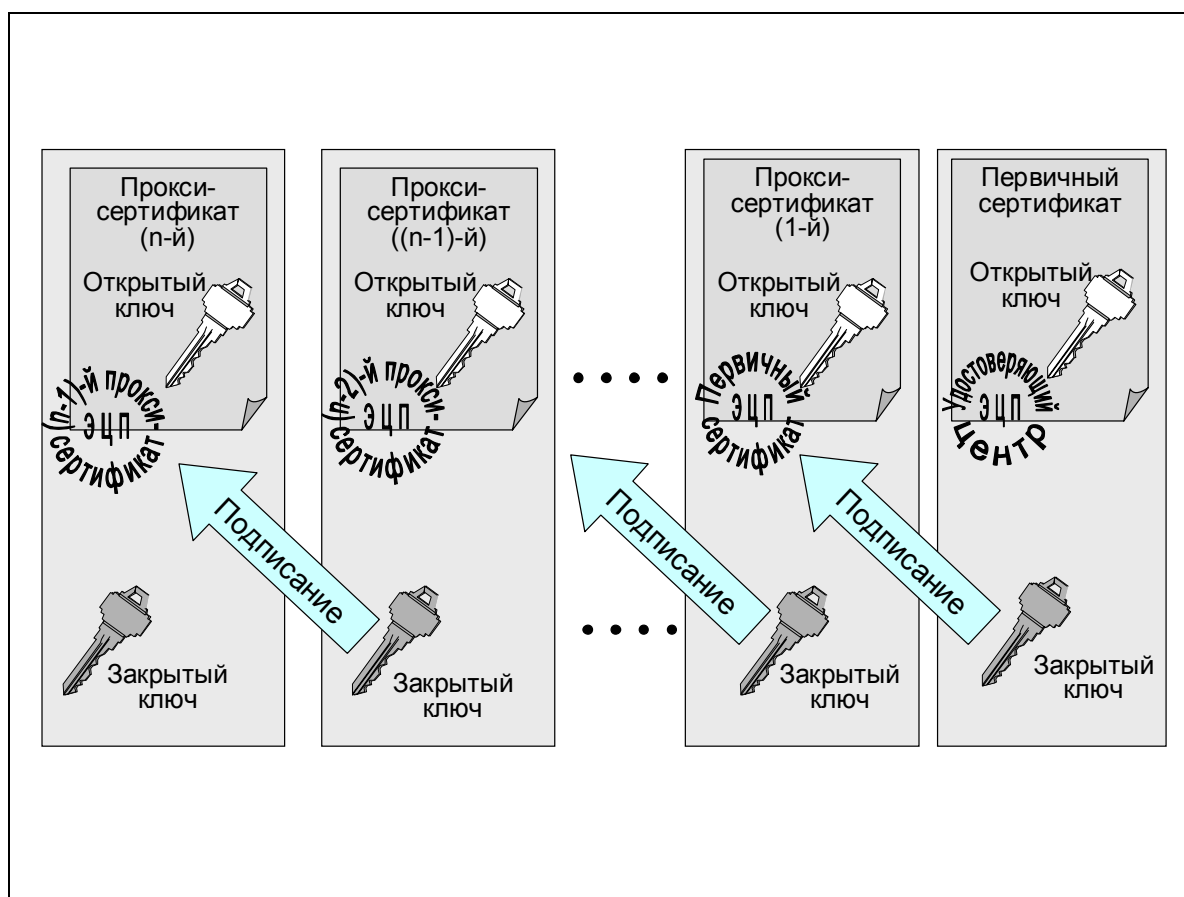 Прокси-
сертификат
(n-й)
Открытый
ключ
(n-1)-й прокси-
ЭЦП
сертификат
Закрытый
ключ
Подписание
Прокси-
сертификат
((n-1)-й)
Открытый
ключ
(n-2)-й прокси-
ЭЦП
сертификат
Закрытый
ключ
Подписание
Прокси-
сертификат
(1-й)
Открытый
ключ
Первичный
ЭЦП
сертификат
Закрытый
ключ
Подписание
Первичный
сертификат
Открытый
ключ
Удостоверяющий
ЭЦП
центр
Закрытый
ключ